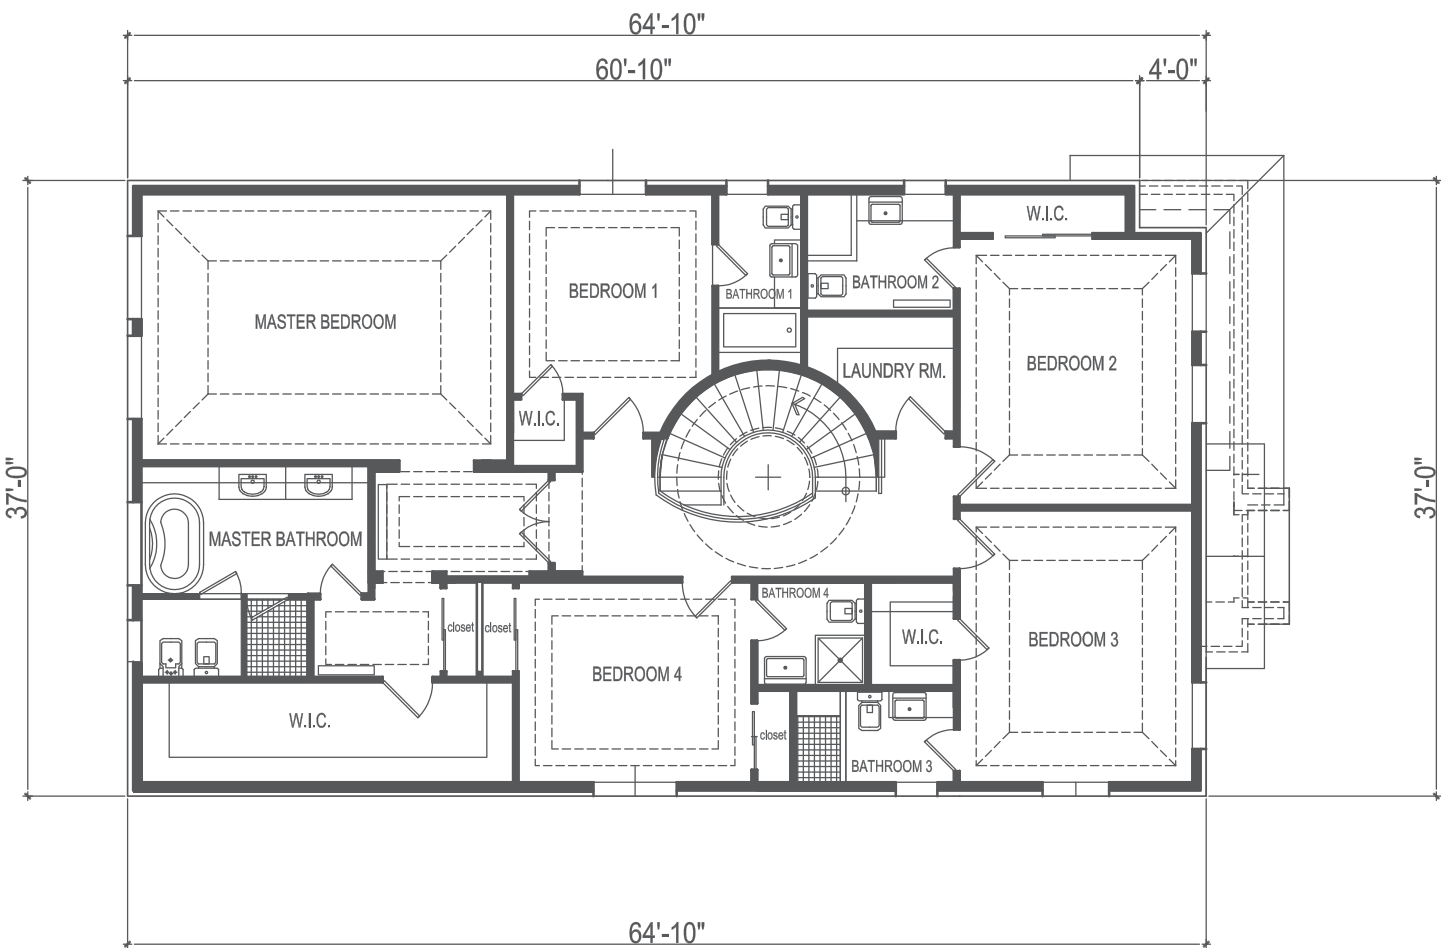 64'-10"
60'-10"
4'-0"
W.I.C.
BATHROOM 2
BEDROOM 1
BATHROOM 1
MASTER BEDROOM
BEDROOM 2
LAUNDRY RM.
W.I.C.
37'-0"
37'-0"
MASTER BATHROOM
BATHROOM 4
closet
closet
W.I.C.
BEDROOM 3
BEDROOM 4
W.I.C.
closet
BATHROOM 3
64'-10"